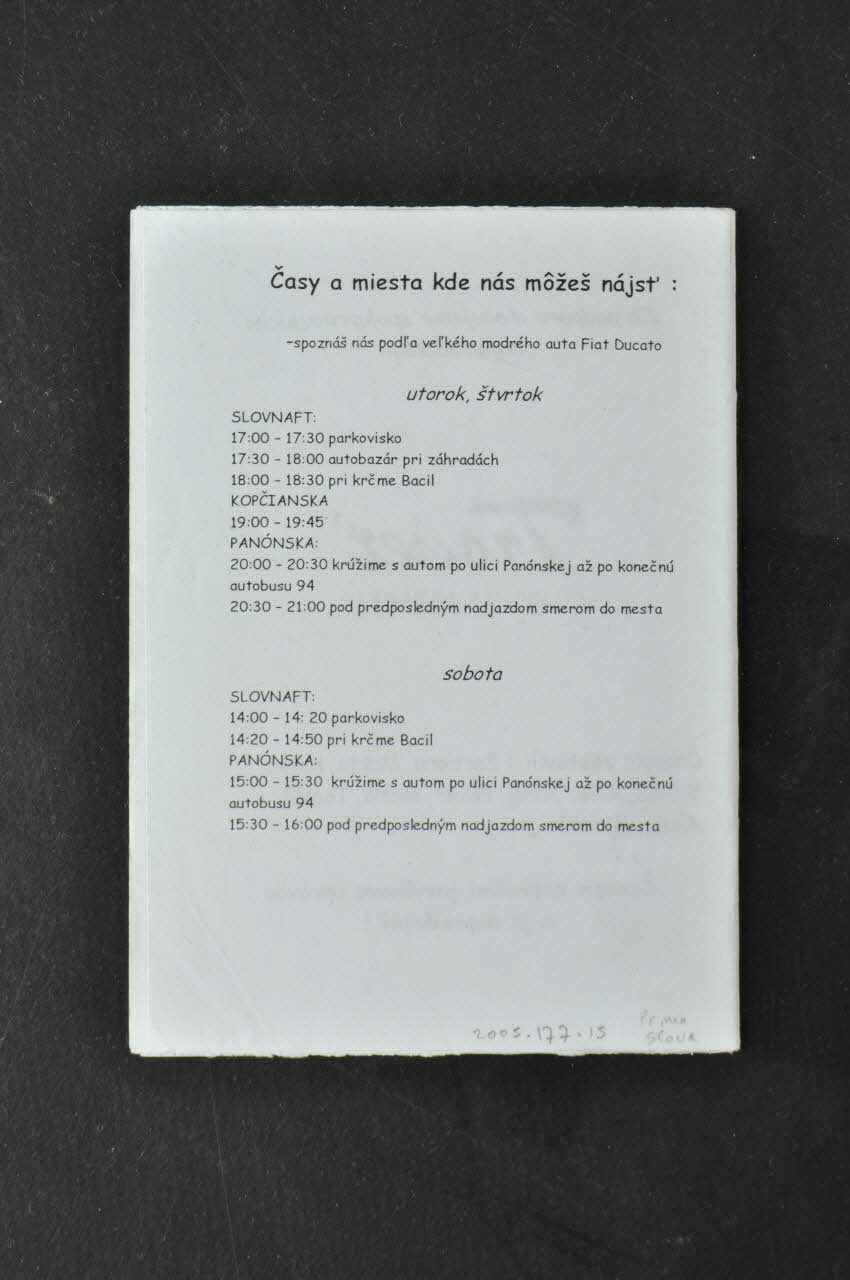 Časy a miesta kde nás môžeš nájsť :
-spoznáš nás podľa veľkého modrého auta Fiat Ducato
utorok, štvrtok
SLOVNAFT:
17:00 - 17:30 parkovisko
17:30 - 18:00 autobazár pri záhradách
18:00 - 18:30 pri krčme Bacil
KOPČIANSKA
19:00 - 19:45
PANÓNSKA:
20:00 - 20:30 krúžime s autom po ulici Panónskej až po konečnú
autobusu 94
20:30 - 21:00 pod predposledným nadjazdom smerom do mesta
sobota
SLOVNAFT:
14:00 - 14: 20 parkovisko
14:20 - 14:50 pri krčme Bacil
PANÓNSKA:
15:00 - 15:30 krúžime s autom po ulici Panónskej až po konečnú
autobusu 94
15:30 - 16:00 pod predposledným nadjazdom smerom do mesta
2005.177.15